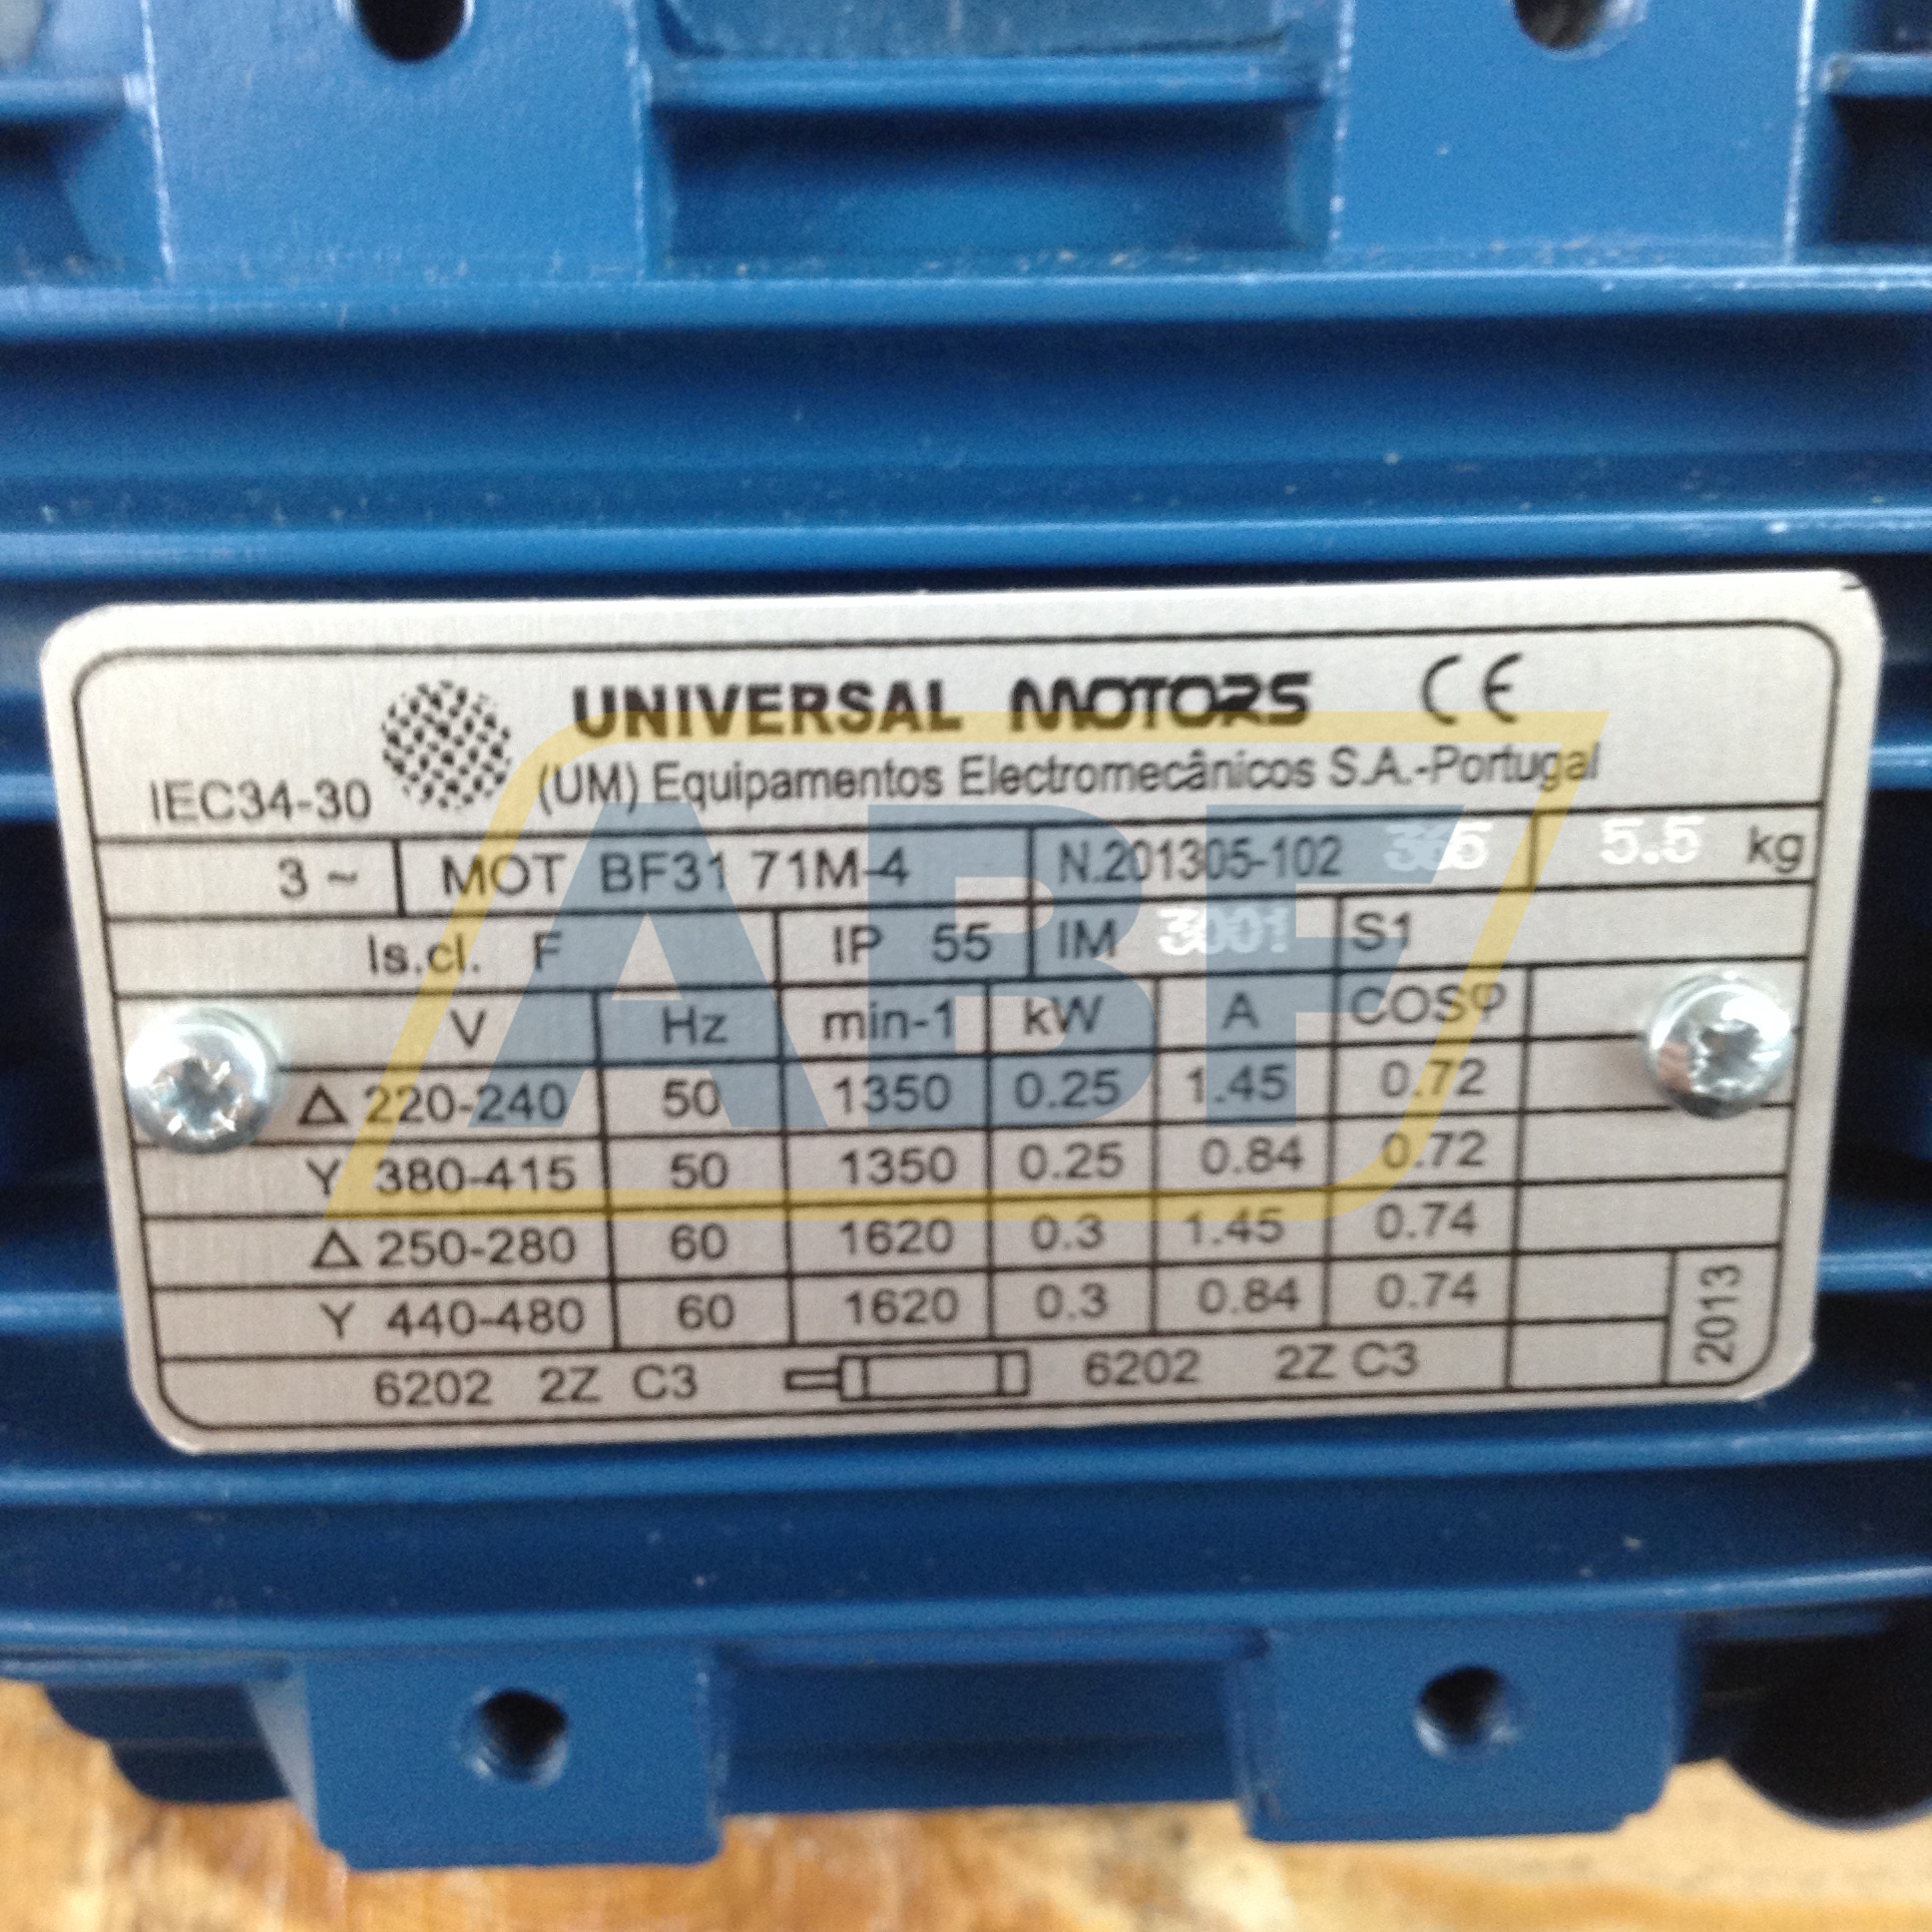 UNIVERSAL MOTORS CE
IEC34-30 (UM) Equipamentos Electromecânicos S.A.-Portugal
3 ~ MOT BF31 71M-4 N.201305-102 365 5.5 kg
Is.cl. F IP 55 IM 3001 S1
V Hz min-1 kW A COSφ
Δ 220-240 50 1350 0.25 1.45 0.72
Y 380-415 50 1350 0.25 0.84 0.72
Δ 250-280 60 1620 0.3 1.45 0.74
Y 440-480 60 1620 0.3 0.84 0.74
6202 2Z C3 6202 2Z C3
2013
ABF